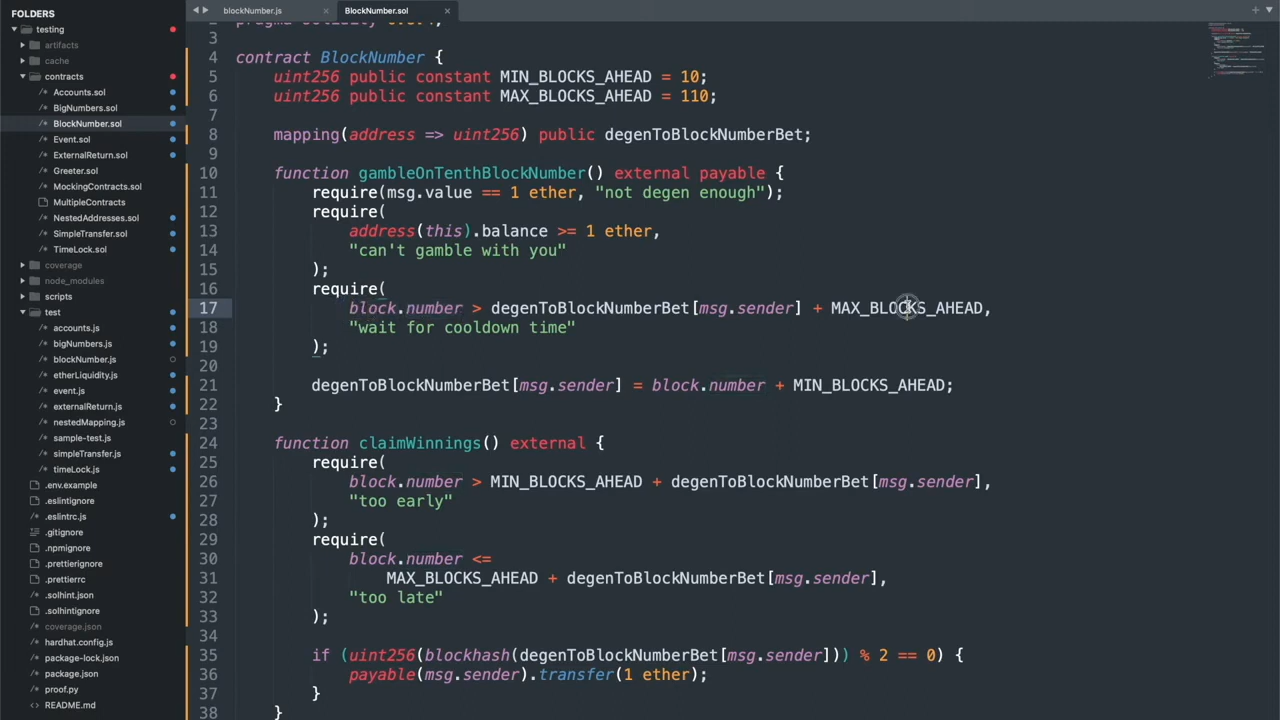 FOLDERS
testing
artifacts
cache
contracts
Accounts.sol
BigNumbers.sol
BlockNumber.sol
Event.sol
ExternalReturn.sol
Greeter.sol
MockingContracts.sol
MultipleContracts
NestedAddresses.sol
SimpleTransfer.sol
TimeLock.sol
coverage
node_modules
scripts
test
accounts.js
bigNumbers.js
blockNumber.js
etherLiquidity.js
event.js
externalReturn.js
nestedMapping.js
sample-test.js
simpleTransfer.js
timeLock.js
.env.example
.eslintignore
.eslintrc.js
.gitignore
.npmignore
.prettierignore
.prettierrc
.solhint.json
.solhintignore
coverage.json
hardhat.config.js
package-lock.json
package.json
proof.py
README.md
blockNumber.js × BlockNumber.sol ×
3
4 contract BlockNumber {
5 uint256 public constant MIN_BLOCKS_AHEAD = 10;
6 uint256 public constant MAX_BLOCKS_AHEAD = 110;
7
8 mapping(address => uint256) public degenToBlockNumberBet;
9
10 function gambleOnTenthBlockNumber() external payable {
11 require(msg.value == 1 ether, "not degen enough");
12 require(
13 address(this).balance >= 1 ether,
14 "can't gamble with you"
15 );
16 require(
17 block.number > degenToBlockNumberBet[msg.sender] + MAX_BLOCKS_AHEAD,
18 "wait for cooldown time"
19 );
20
21 degenToBlockNumberBet[msg.sender] = block.number + MIN_BLOCKS_AHEAD;
22 }
23
24 function claimWinnings() external {
25 require(
26 block.number > MIN_BLOCKS_AHEAD + degenToBlockNumberBet[msg.sender],
27 "too early"
28 );
29 require(
30 block.number <=
31 MAX_BLOCKS_AHEAD + degenToBlockNumberBet[msg.sender],
32 "too late"
33 );
34
35 if (uint256(blockhash(degenToBlockNumberBet[msg.sender])) % 2 == 0) {
36 payable(msg.sender).transfer(1 ether);
37 }
38 }